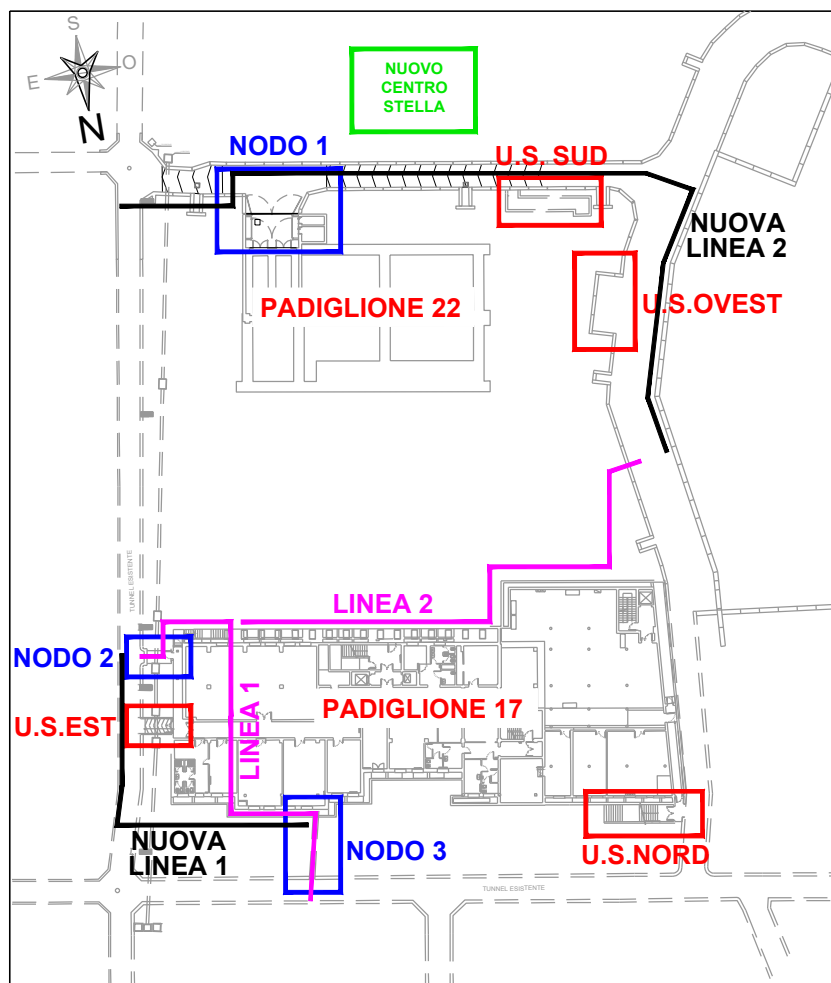 S
E
O
N
NUOVO
CENTRO
STELLA
NODO 1
U.S. SUD
NUOVA
LINEA 2
PADIGLIONE 22
U.S.OVEST
TUNNEL ESISTENTE
LINEA 2
NODO 2
LINEA 1
PADIGLIONE 17
U.S.EST
NUOVA
LINEA 1
NODO 3
U.S.NORD
TUNNEL ESISTENTE